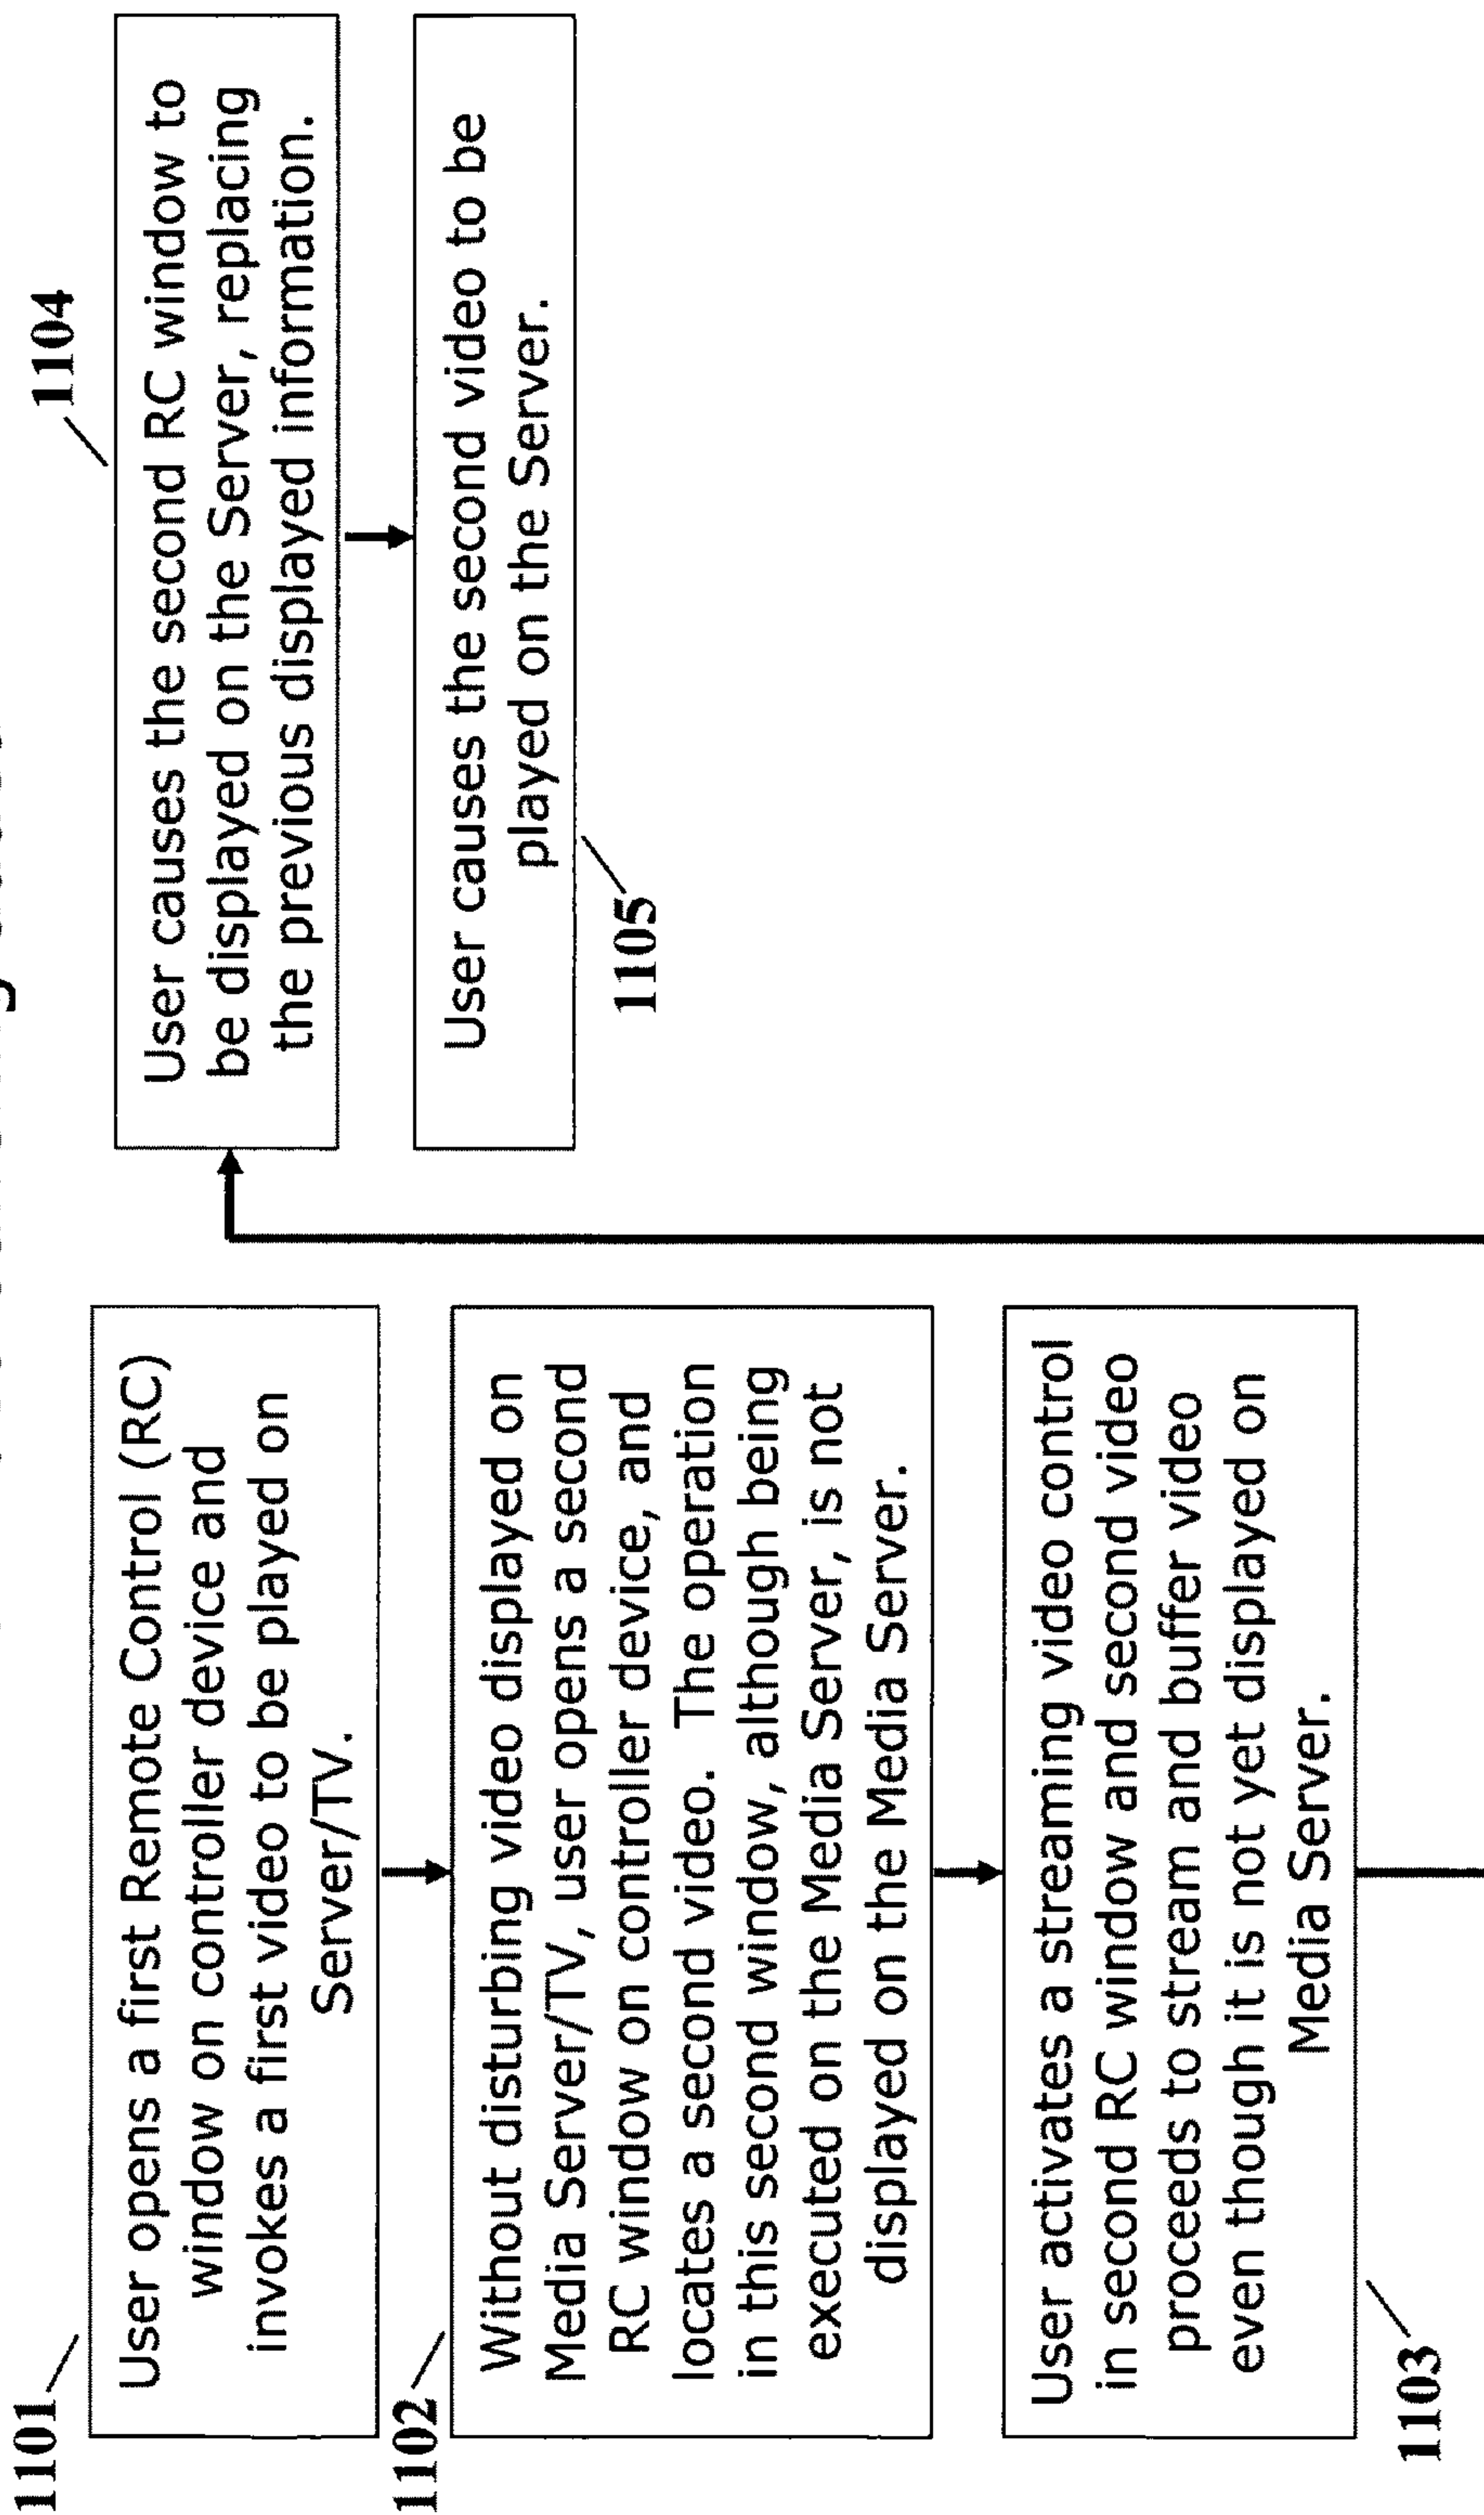 1101
User opens a first Remote Control (RC)
window on controller device and
invokes a first video to be played on
Server/TV.
1102
Without disturbing video displayed on
Media Server/TV, user opens a second
RC window on controller device, and
locates a second video. The operation
in this second window, although being
executed on the Media Server, is not
displayed on the Media Server.
User activates a streaming video control
in second RC window and second video
proceeds to stream and buffer video
even though it is not yet displayed on
Media Server.
1103
1104
User causes the second RC window to
be displayed on the Server, replacing
the previous displayed information.
User causes the second video to be
played on the Server.
1105